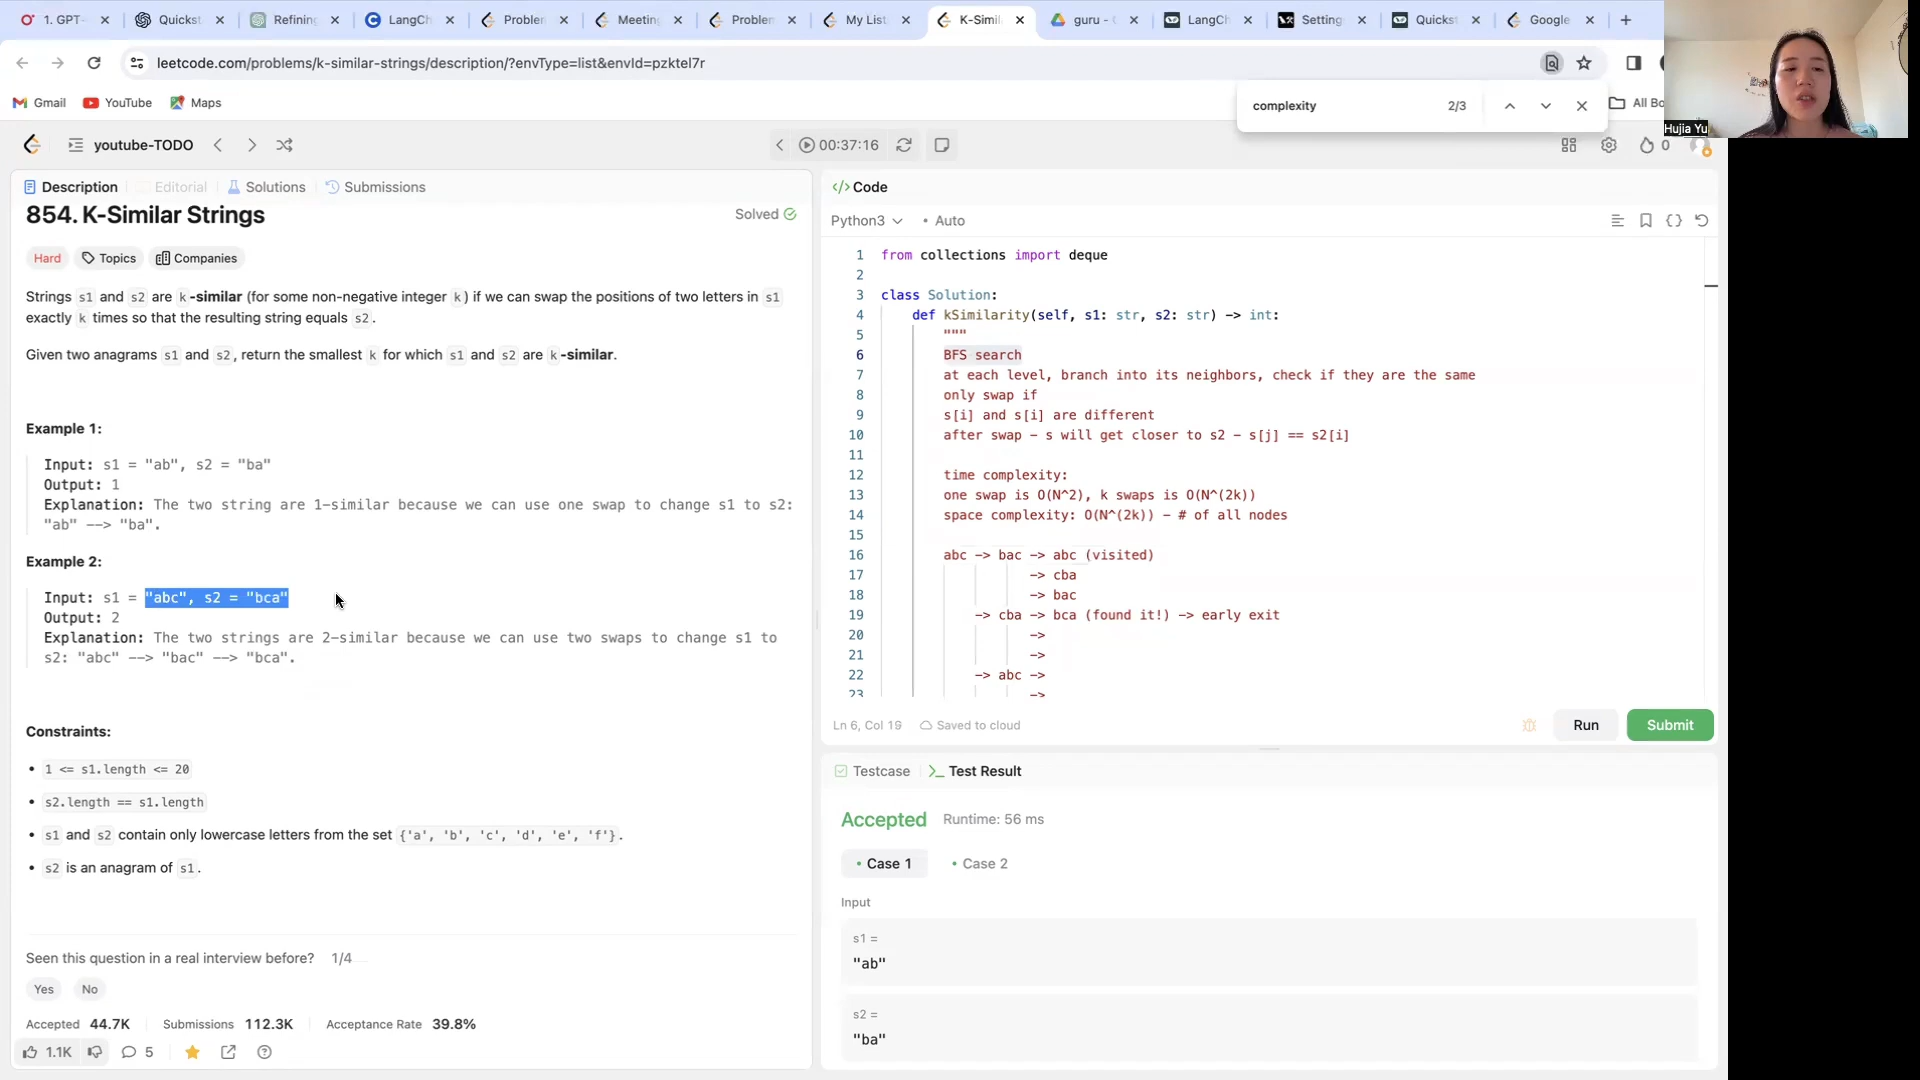 1. GPT-
Quickst
Refining
LangCh
Problen
Meeting
Problem
My List
K-Simil
guru -
LangCh
Setting
Quickst
Google
leetcode.com/problems/k-similar-strings/description/?envType=list&envId=pzktel7r
Gmail
YouTube
Maps
complexity
2/3
All Bo
Hujia Yu
youtube-TODO
00:37:16
0
Description
Editorial
Solutions
Submissions
854. K-Similar Strings
Solved
Hard
Topics
Companies
Strings s1 and s2 are k-similar (for some non-negative integer k) if we can swap the positions of two letters in s1
exactly k times so that the resulting string equals s2.
Given two anagrams s1 and s2, return the smallest k for which s1 and s2 are k-similar.
Example 1:
Input: s1 = "ab", s2 = "ba"
Output: 1
Explanation: The two string are 1-similar because we can use one swap to change s1 to s2:
"ab" --> "ba".
Example 2:
Input: s1 = "abc", s2 = "bca"
Output: 2
Explanation: The two strings are 2-similar because we can use two swaps to change s1 to
s2: "abc" --> "bac" --> "bca".
Constraints:
• 1 <= s1.length <= 20
• s2.length == s1.length
• s1 and s2 contain only lowercase letters from the set {'a', 'b', 'c', 'd', 'e', 'f'}.
• s2 is an anagram of s1.
Seen this question in a real interview before? 1/4
Yes
No
Accepted 44.7K
Submissions 112.3K
Acceptance Rate 39.8%
1.1K
5
</> Code
Python3
• Auto
1 from collections import deque
2
3 class Solution:
4 def kSimilarity(self, s1: str, s2: str) -> int:
5 """
6 BFS search
7 at each level, branch into its neighbors, check if they are the same
8 only swap if
9 s[i] and s[i] are different
10 after swap - s will get closer to s2 - s[j] == s2[i]
11
12 time complexity:
13 one swap is O(N^2), k swaps is O(N^(2k))
14 space complexity: O(N^(2k)) - # of all nodes
15
16 abc -> bac -> abc (visited)
17 -> cba
18 -> bac
19 -> cba -> bca (found it!) -> early exit
20 ->
21 ->
22 -> abc ->
23 ->
Ln 6, Col 19
Saved to cloud
Run
Submit
Testcase
>_ Test Result
Accepted
Runtime: 56 ms
• Case 1
• Case 2
Input
s1 =
"ab"
s2 =
"ba"